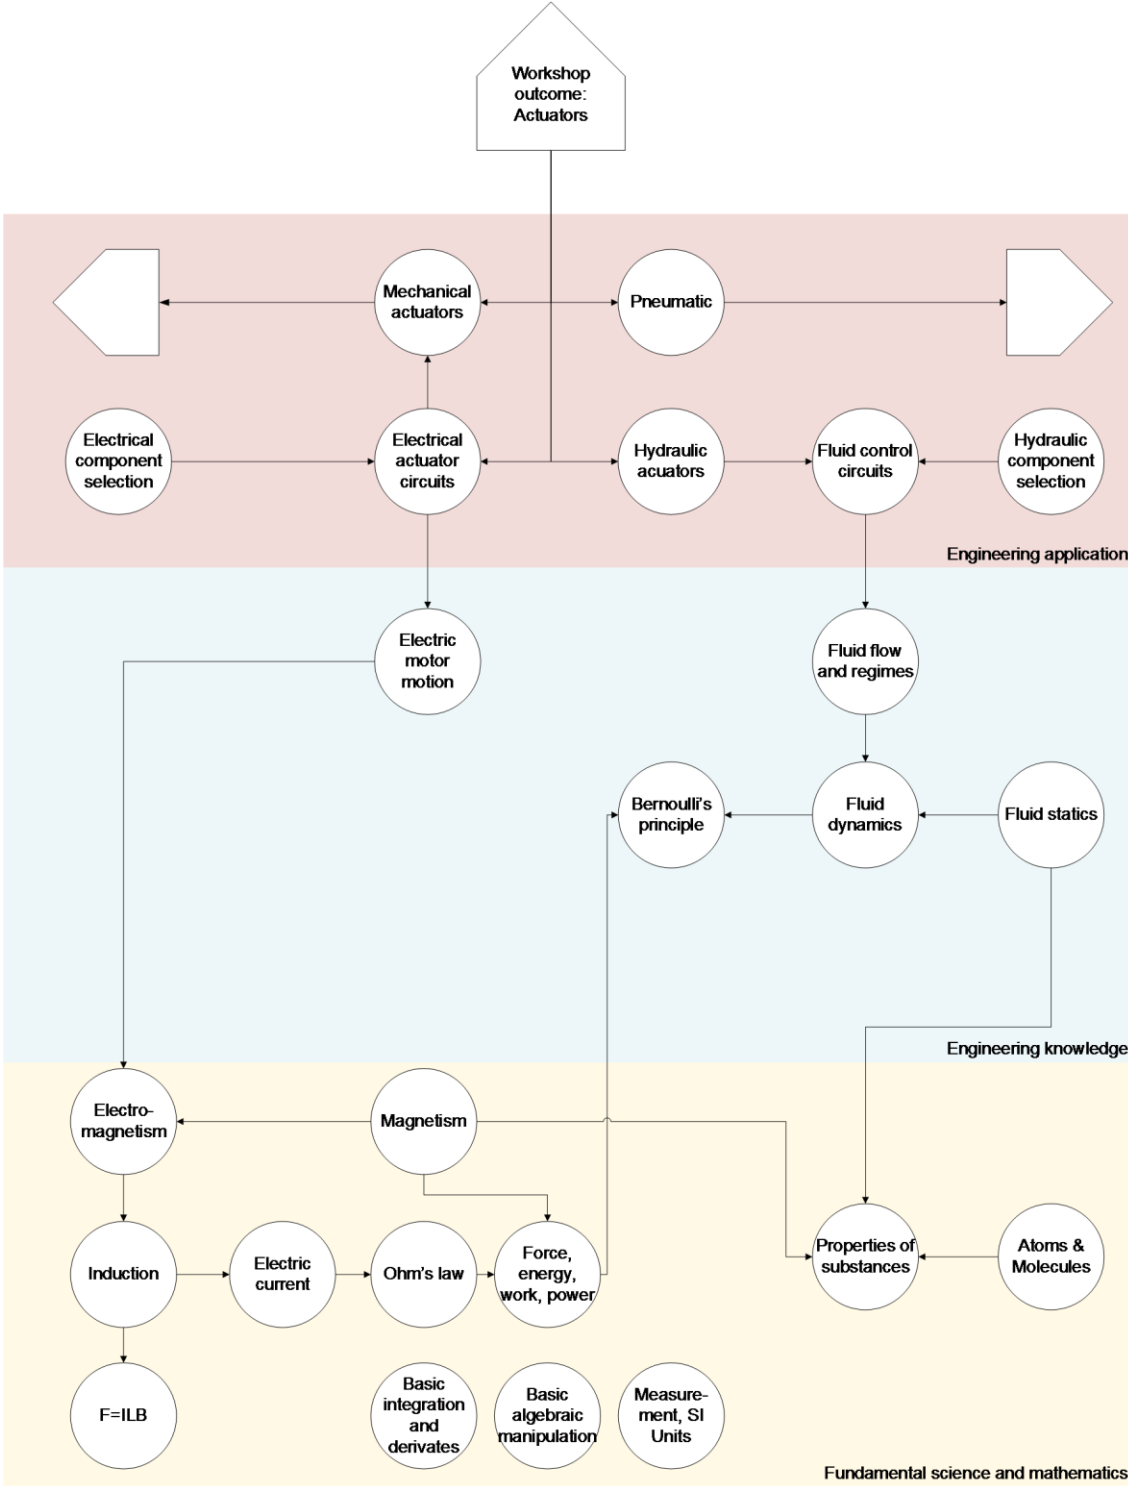 Workshop
outcome:
Actuators
Mechanical
actuators
Pneumatic
Electrical
component
selection
Electrical
actuator
circuits
Hydraulic
acuators
Fluid control
circuits
Hydraulic
component
selection
Engineering application
Electric
motor
motion
Fluid flow
and regimes
Bernoulli's
principle
Fluid
dynamics
Fluid statics
Engineering knowledge
Electro-
magnetism
Magnetism
Induction
Electric
current
Ohm's law
Force,
energy,
work, power
Properties of
substances
Atoms &
Molecules
F=ILB
Basic
integration
and
derivates
Basic
algebraic
manipulation
Measure-
ment, SI
Units
Fundamental science and mathematics